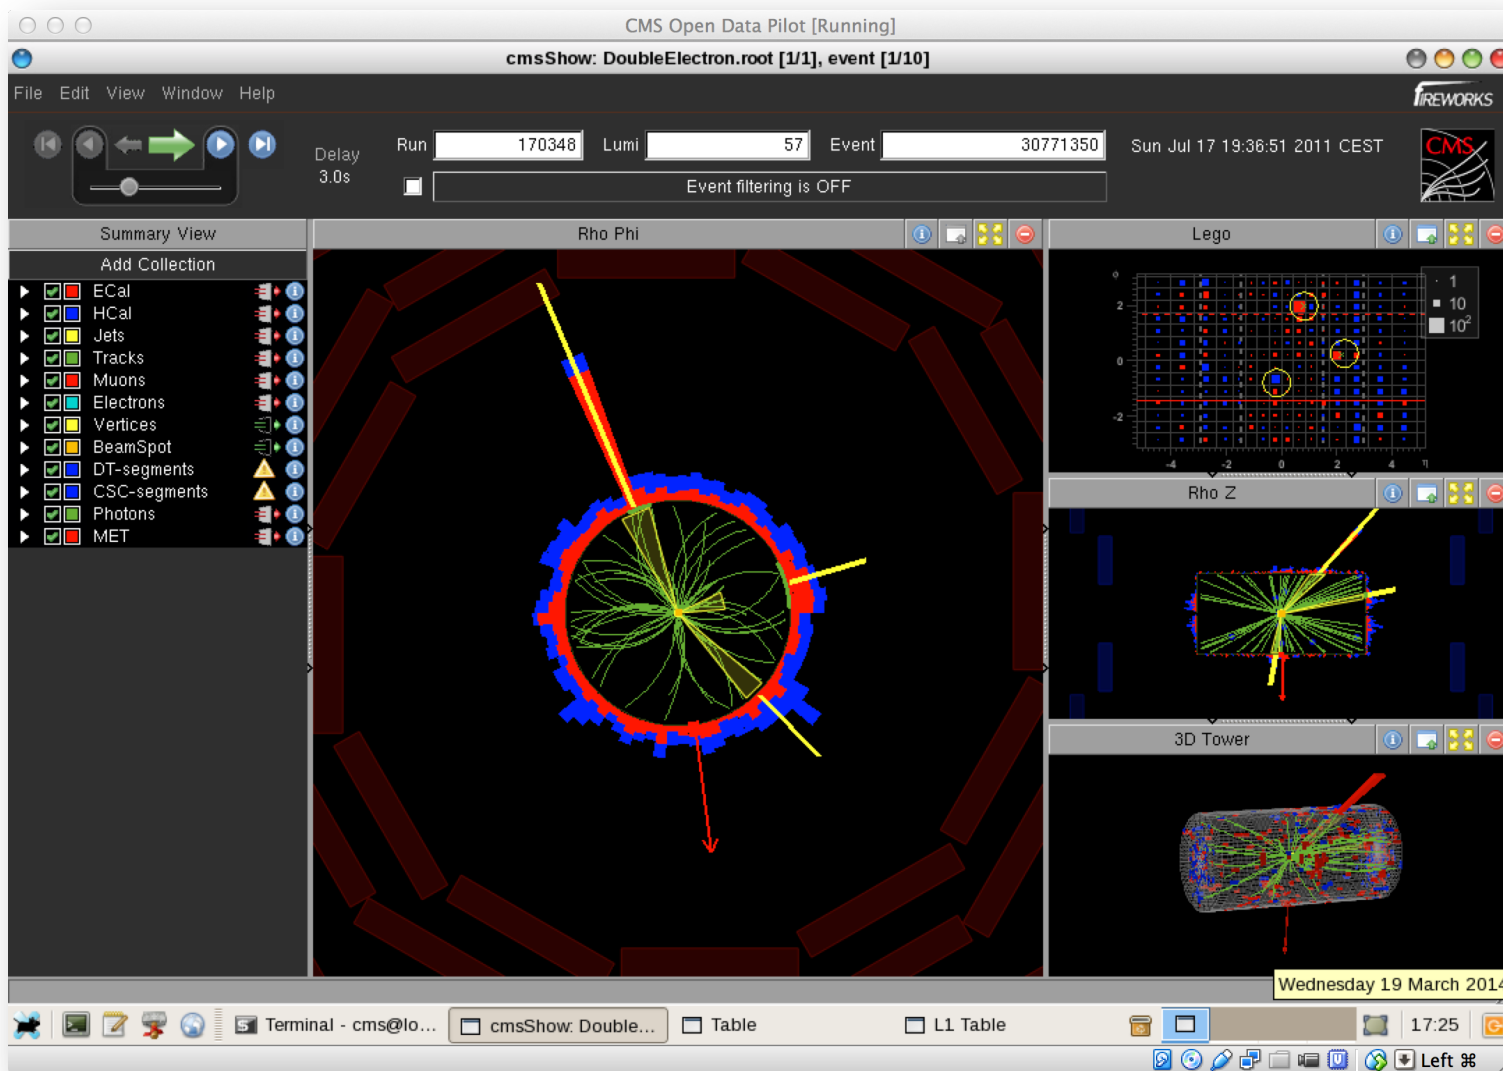 CMS Open Data Pilot [Running]
cmsShow: DoubleElectron.root [1/1], event [1/10]
File Edit View Window Help
fireworks
Delay
3.0s
Run 170348 Lumi 57 Event 30771350
Sun Jul 17 19:36:51 2011 CEST
CMS
Event filtering is OFF
Summary View
Add Collection
ECal
HCal
Jets
Tracks
Muons
Electrons
Vertices
BeamSpot
DT-segments
CSC-segments
Photons
MET
Rho Phi
Lego
φ
2
0
-2
-4 -2 0 2 4 η
1
10
10²
Rho Z
3D Tower
Wednesday 19 March 2014
Terminal - cms@lo...
cmsShow: Double...
Table
L1 Table
17:25
Left ⌘